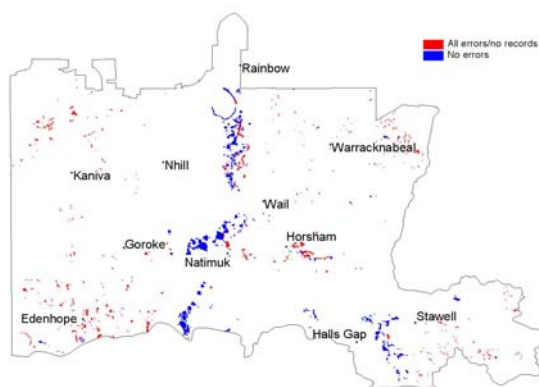 All errors/no records
No errors
Rainbow
Warracknabeal
Nhill
Kaniva
Wail
Goroke
Horsham
Natimuk
Edenhope
Stawell
Halls Gap